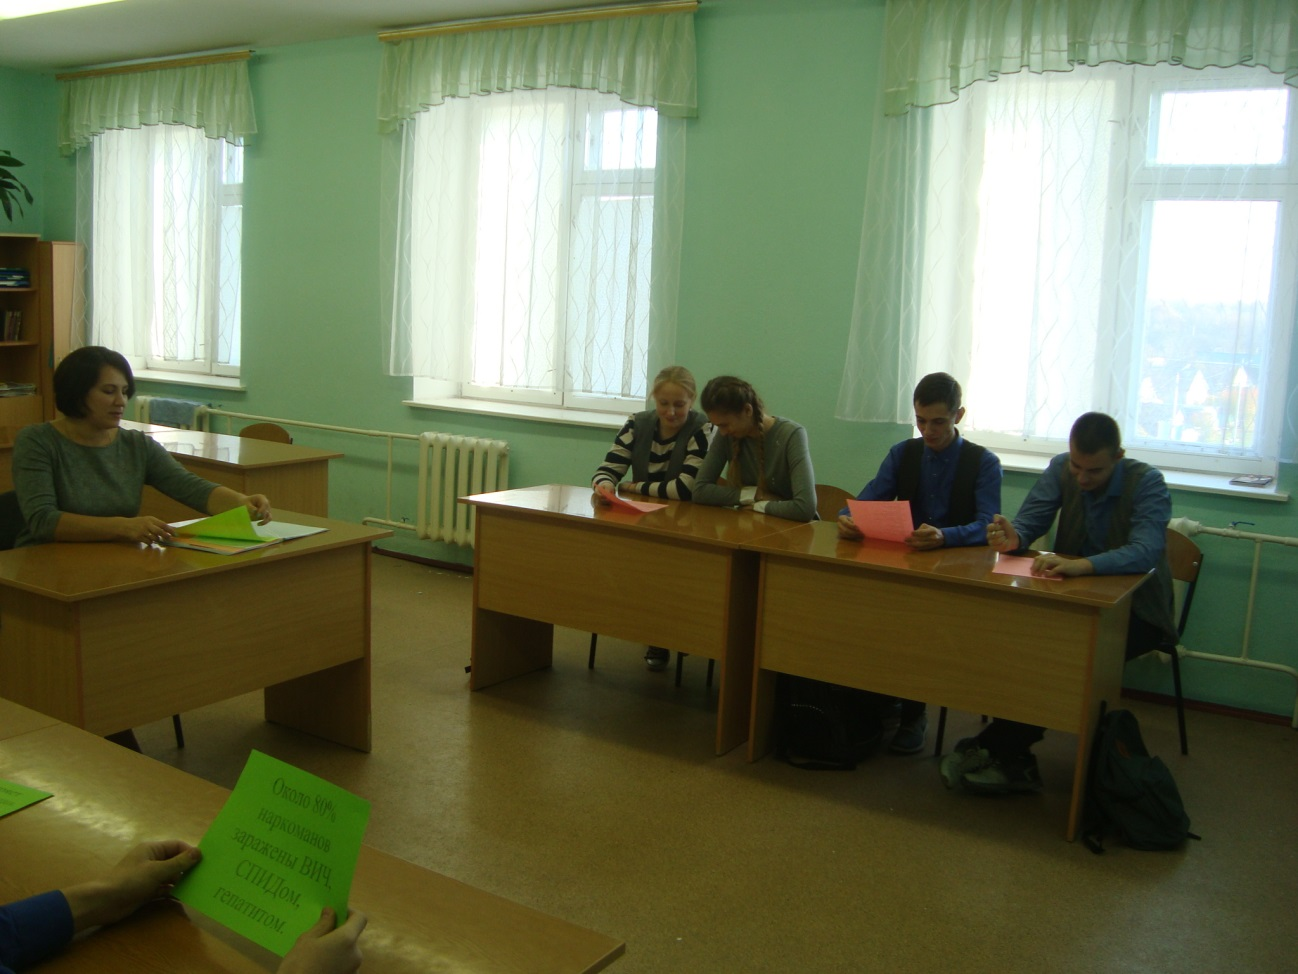 Около 80%
наркоманов
заражены ВИЧ,
СПИДом,
гепатитом.